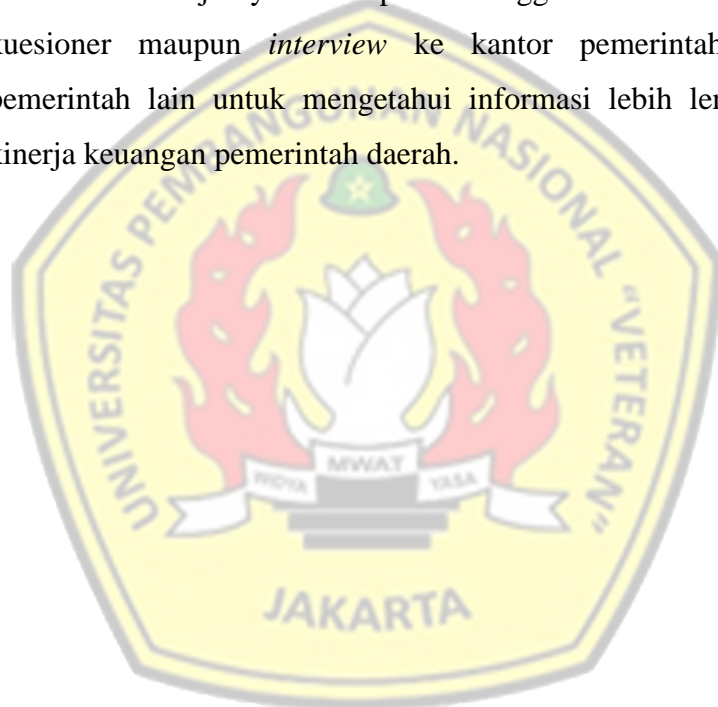 kuesioner maupun interview ke kantor pemerintah
pemerintah lain untuk mengetahui informasi lebih ler
kinerja keuangan pemerintah daerah.
UNIVERSITAS PEMBANGUNAN NASIONAL "VETERAN"
WIDYA MWAT YASA
JAKARTA